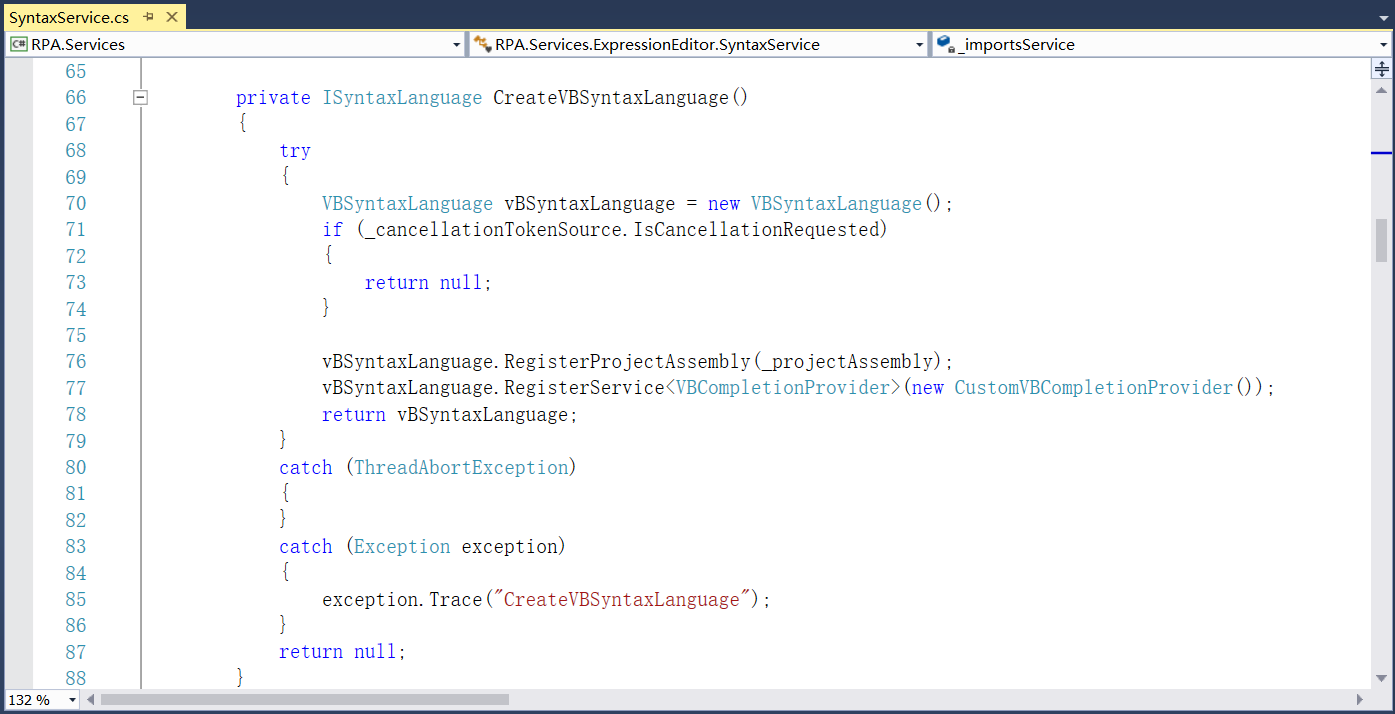 SyntaxService.cs
C# RPA.Services
RPA.Services.ExpressionEditor.SyntaxService
_importsService
65
66 private ISyntaxLanguage CreateVBSyntaxLanguage()
67 {
68 try
69 {
70 VBSyntaxLanguage vBSyntaxLanguage = new VBSyntaxLanguage();
71 if (_cancellationTokenSource.IsCancellationRequested)
72 {
73 return null;
74 }
75
76 vBSyntaxLanguage.RegisterProjectAssembly(_projectAssembly);
77 vBSyntaxLanguage.RegisterService<VBCompletionProvider>(new CustomVBCompletionProvider());
78 return vBSyntaxLanguage;
79 }
80 catch (ThreadAbortException)
81 {
82 }
83 catch (Exception exception)
84 {
85 exception.Trace("CreateVBSyntaxLanguage");
86 }
87 return null;
88 }
132 %